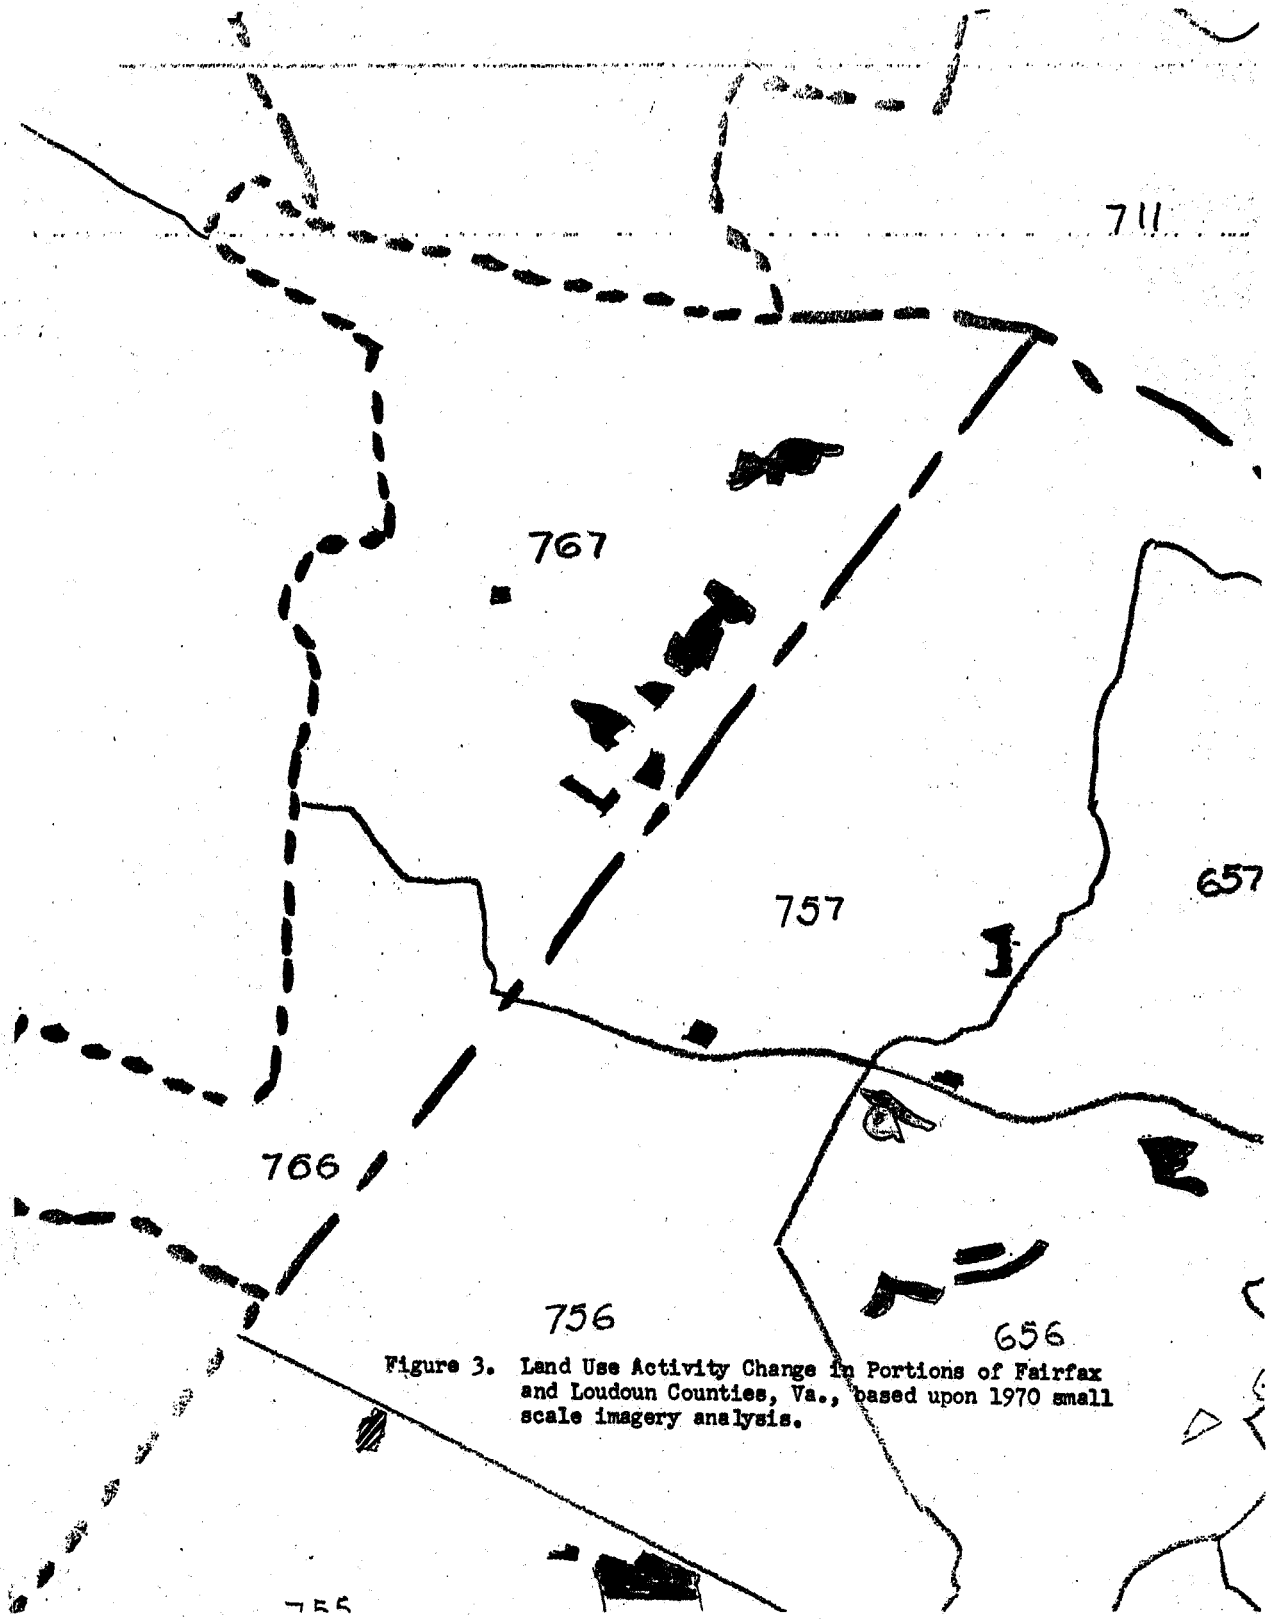 711
767
757
657
766
756
656
Figure 3. Land Use Activity Change in Portions of Fairfax
and Loudoun Counties, Va., based upon 1970 small
scale imagery analysis.
755